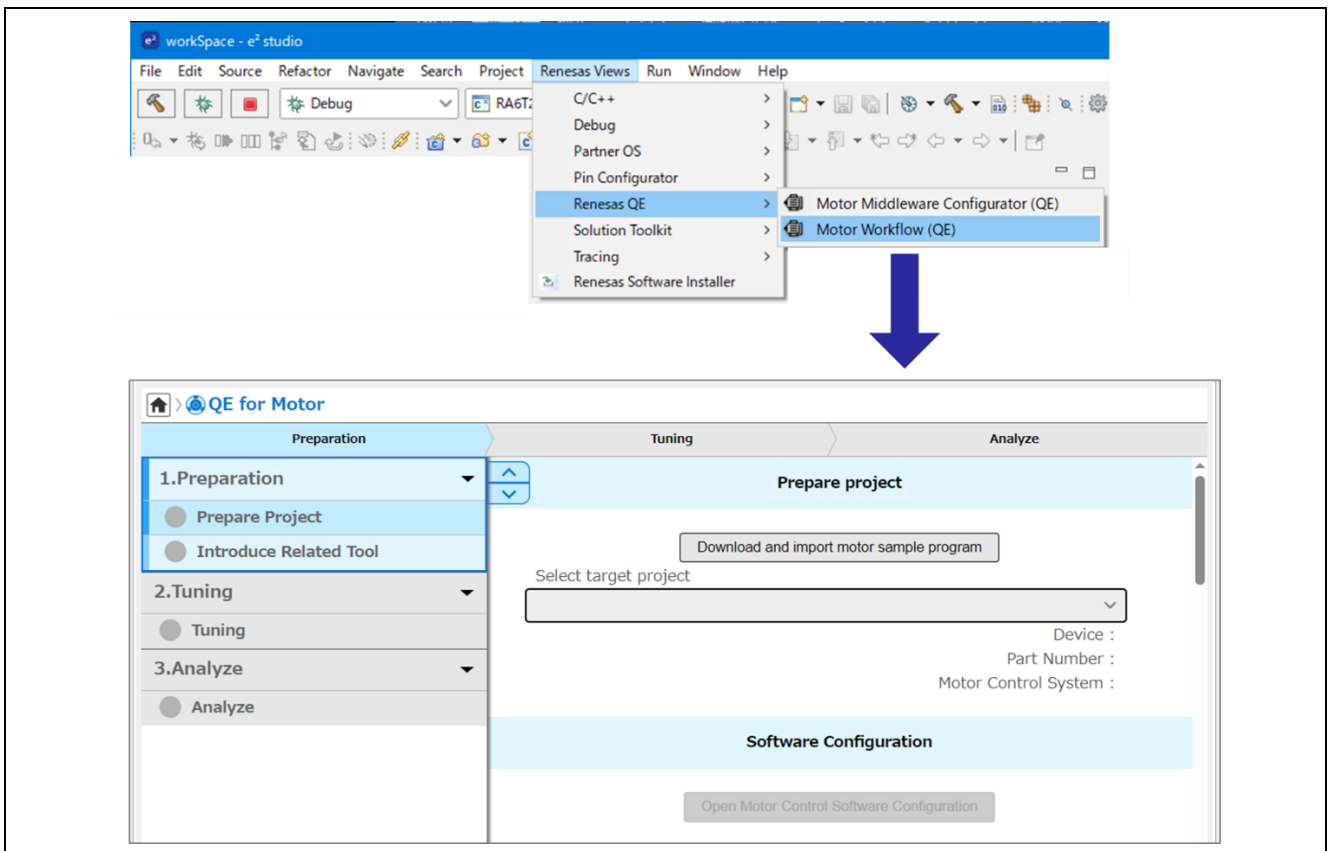 workSpace - e² studio
File Edit Source Refactor Navigate Search Project Renesas Views Run Window Help
Debug
RA6T2
C/C++
Debug
Partner OS
Pin Configurator
Renesas QE
Motor Middleware Configurator (QE)
Solution Toolkit
Motor Workflow (QE)
Tracing
Renesas Software Installer
QE for Motor
Preparation Tuning Analyze
1.Preparation
Prepare project
Prepare Project
Download and import motor sample program
Introduce Related Tool
Select target project
2.Tuning
Tuning
Device :
Part Number :
3.Analyze
Motor Control System :
Analyze
Software Configuration
Open Motor Control Software Configuration